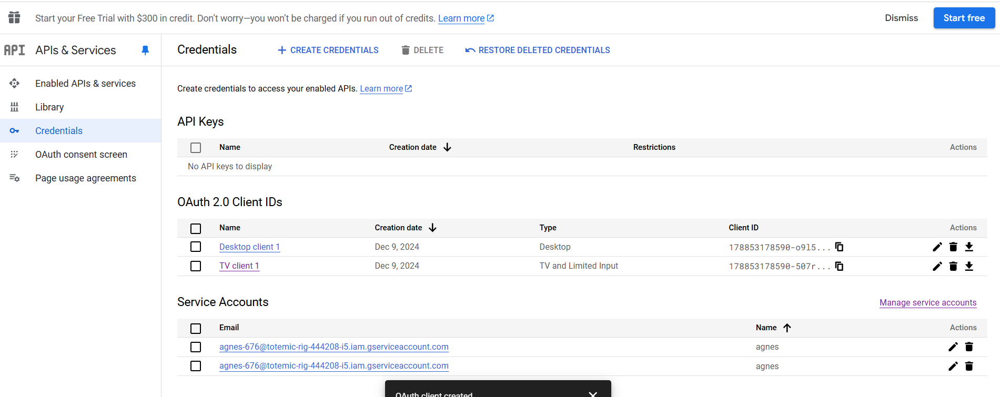 Start your Free Trial with $300 in credit. Don't worry—you won't be charged if you run out of credits. Learn more
Dismiss
Start free
API APIs & Services
Credentials
CREATE CREDENTIALS
DELETE
RESTORE DELETED CREDENTIALS
Enabled APIs & services
Library
Credentials
OAuth consent screen
Page usage agreements
Create credentials to access your enabled APIs. Learn more
API Keys
Name Creation date Restrictions Actions
No API keys to display
OAuth 2.0 Client IDs
Name Creation date Type Client ID Actions
Desktop client 1 Dec 9, 2024 Desktop 178853178590-o9l5...
TV client 1 Dec 9, 2024 TV and Limited Input 178853178590-507r...
Service Accounts
Manage service accounts
Email Name Actions
agnes-676@totemic-rig-444208-i5.iam.gserviceaccount.com agnes
agnes-676@totemic-rig-444208-i5.iam.gserviceaccount.com agnes
OAuth client created